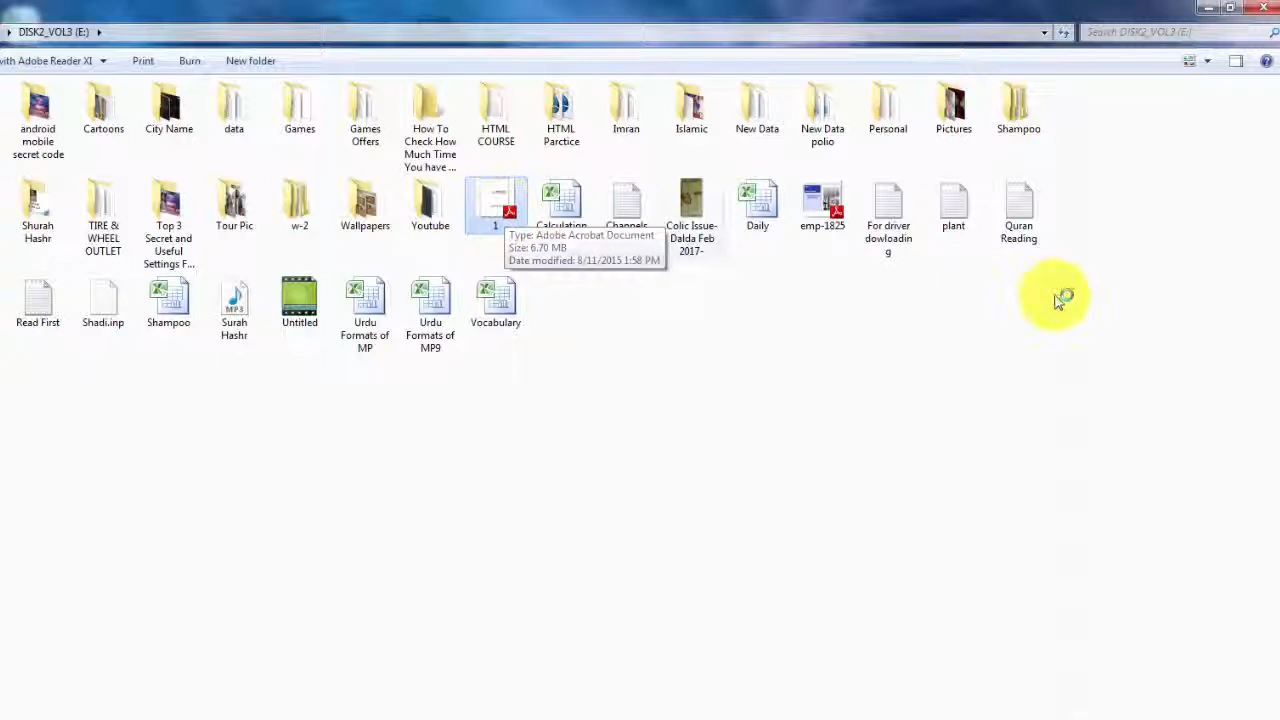 DISK2_VOL3 (E:)
Search DISK2_VOL3 (E:)
with Adobe Reader XI
Print
Burn
New folder
android
mobile
secret code
Cartoons
City Name
data
Games
Games
Offers
How To
Check How
Much Time
You have ...
HTML
COURSE
HTML
Parctice
Imran
Islamic
New Data
New Data
polio
Personal
Pictures
Shampoo
Shurah
Hashr
TIRE &
WHEEL
OUTLET
Top 3
Secret and
Useful
Settings F...
Tour Pic
w-2
Wallpapers
Youtube
1
Calculation
Channels
Colic Issue-
Dalda Feb
2017-
Daily
emp-1825
For driver
dowloadin
g
plant
Quran
Reading
Type: Adobe Acrobat Document
Size: 6.70 MB
Date modified: 8/11/2015 1:58 PM
Read First
Shadi.inp
Shampoo
MP3
Surah
Hashr
Untitled
Urdu
Formats of
MP
Urdu
Formats of
MP9
Vocabulary